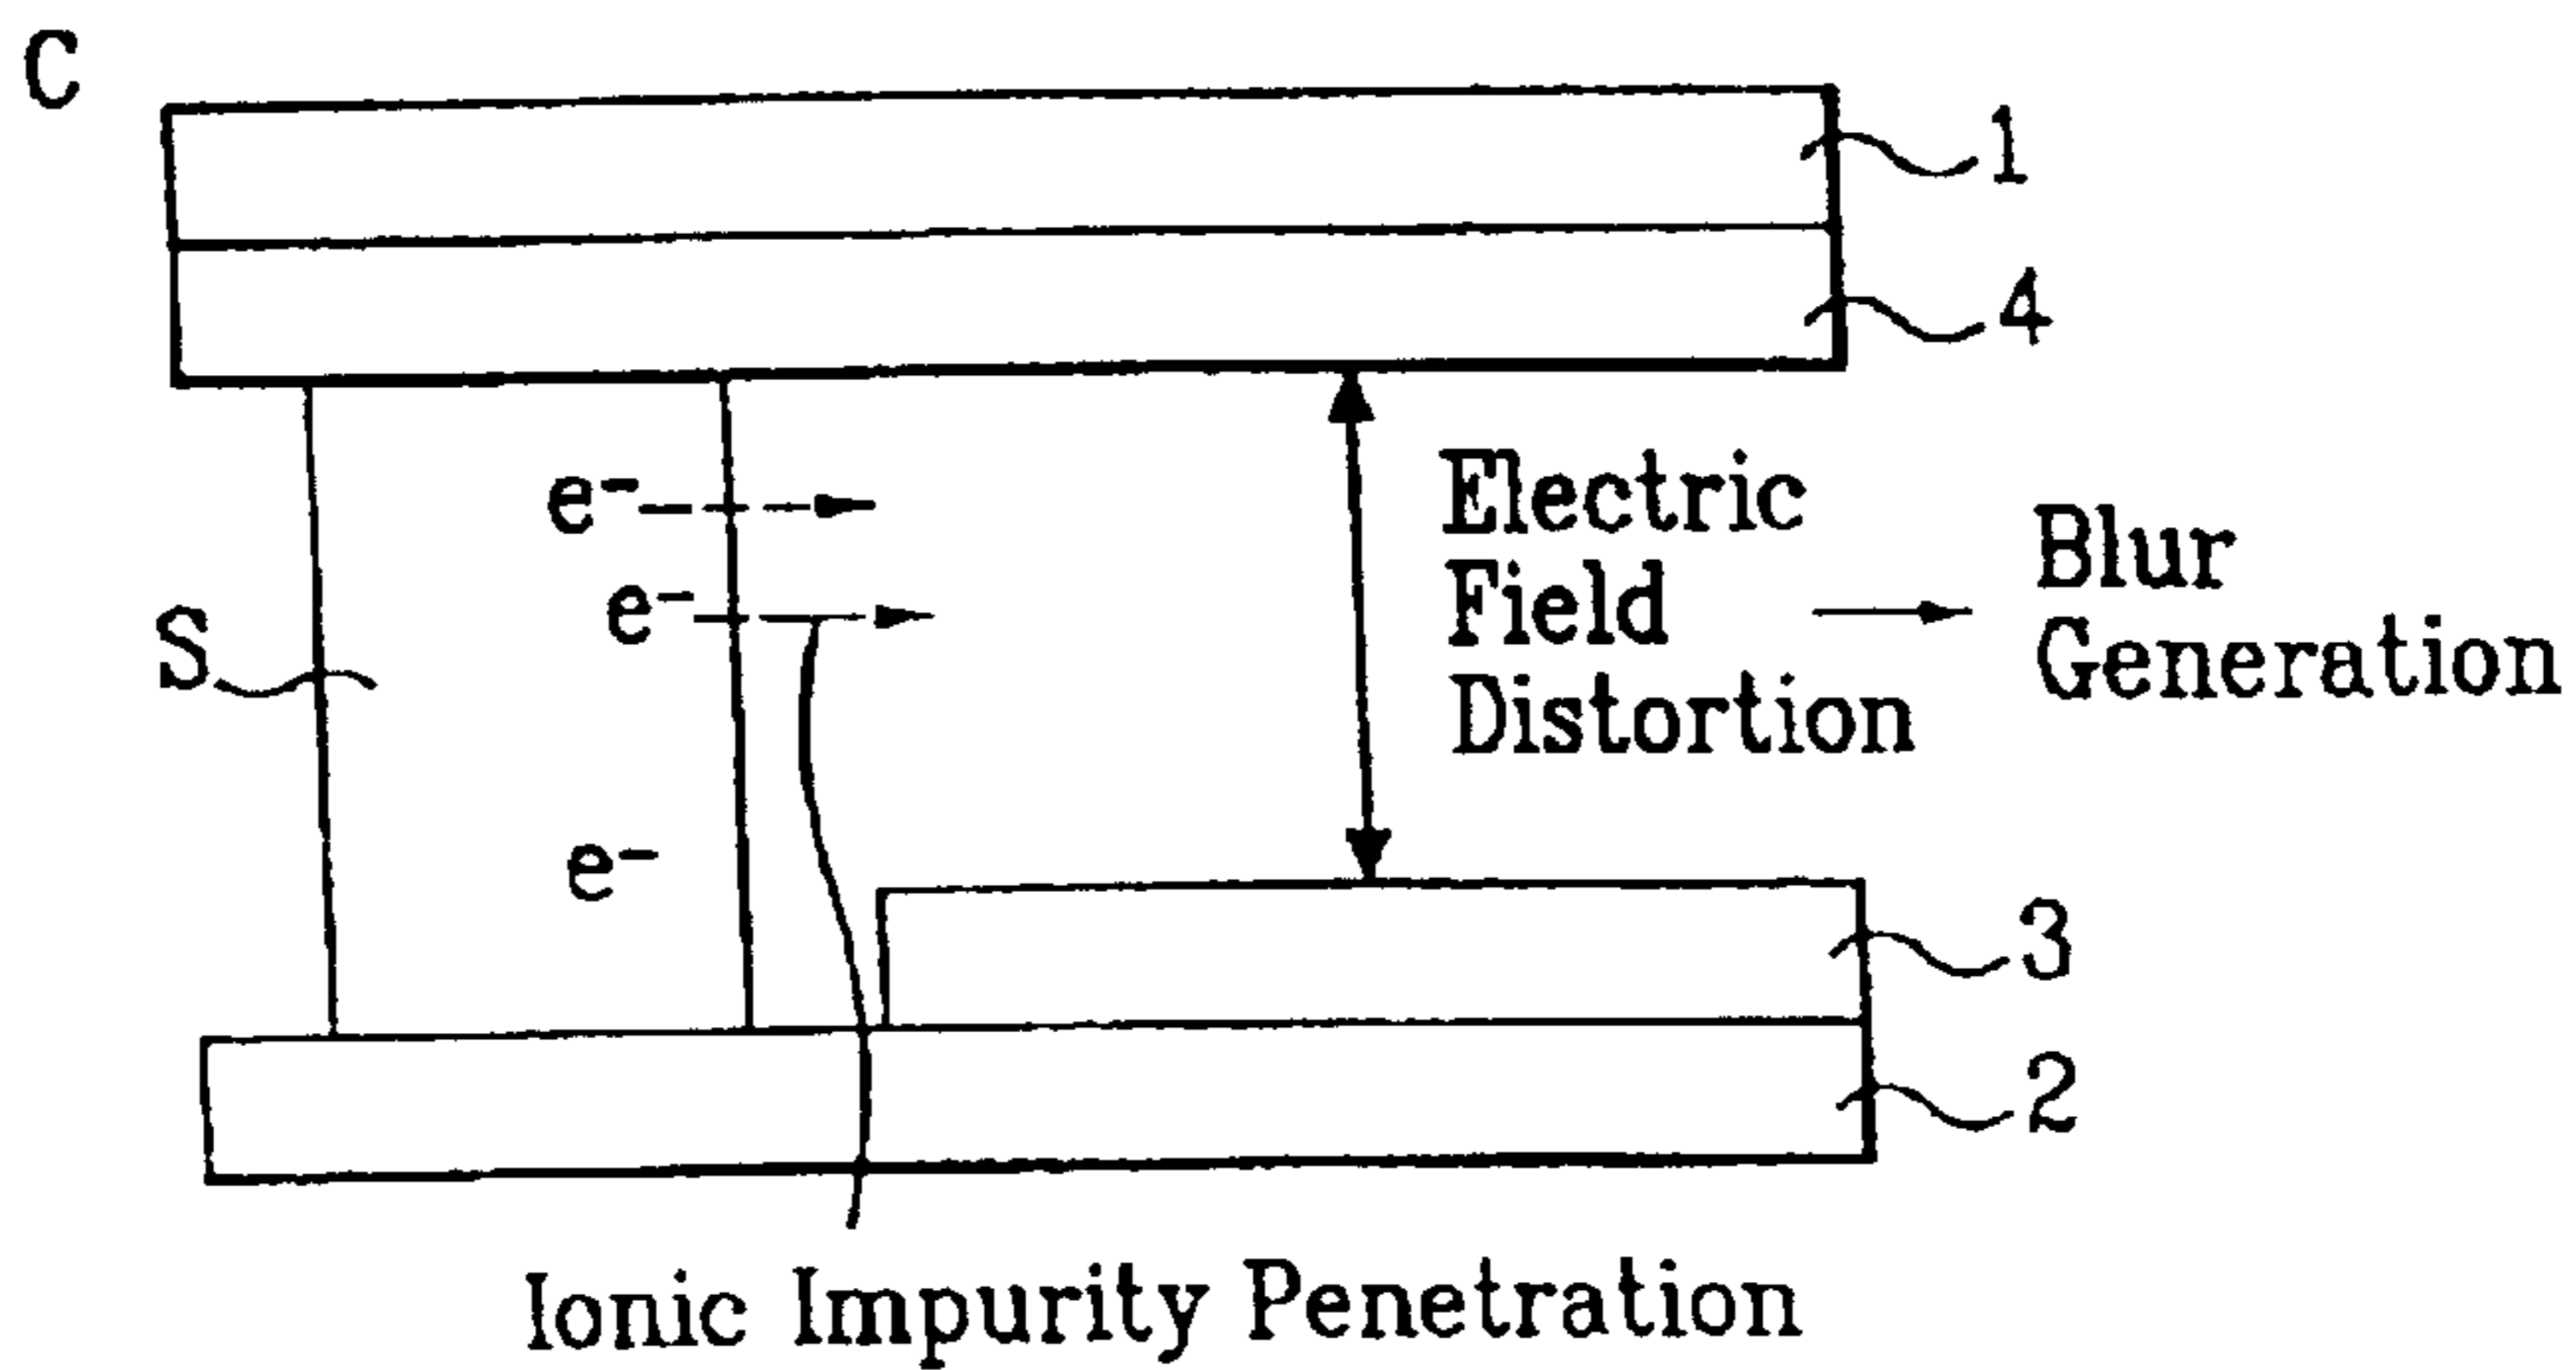 C
1
4
e-
Electric
Field
Distortion
Blur
Generation
e-
S
e-
3
2
Ionic Impurity Penetration